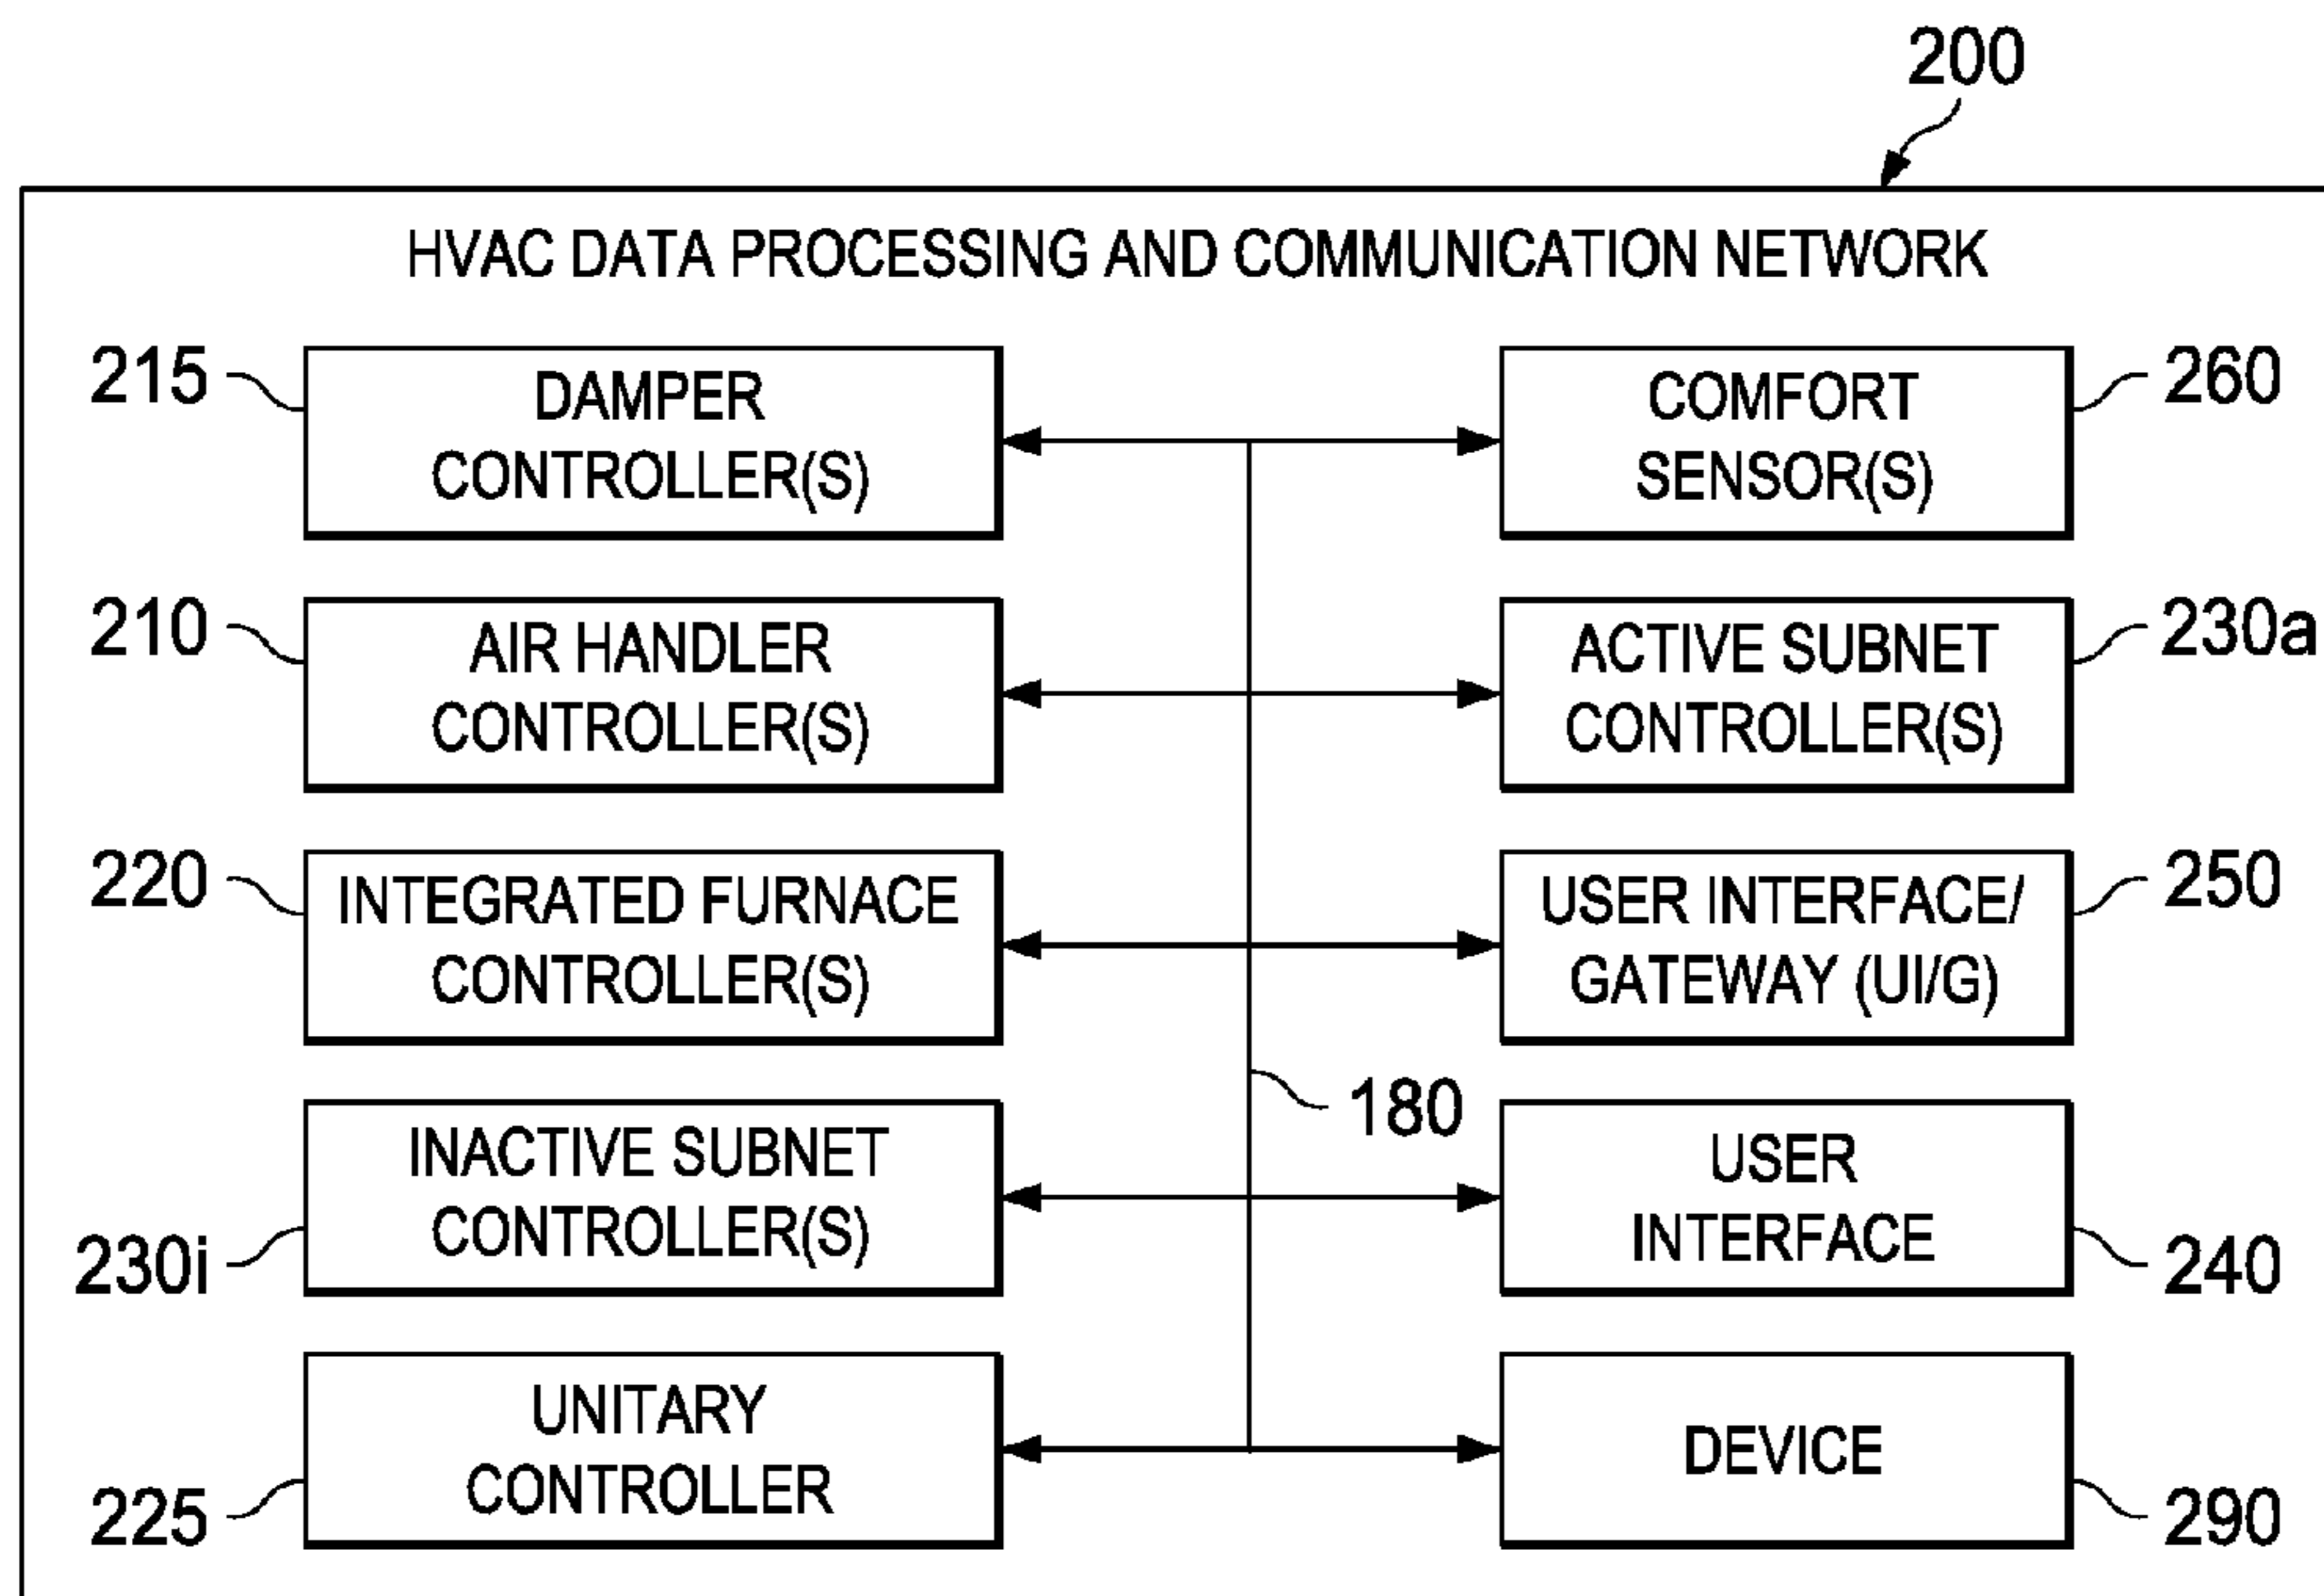 200
HVAC DATA PROCESSING AND COMMUNICATION NETWORK
215
DAMPER
CONTROLLER(S)
COMFORT
SENSOR(S)
260
210
AIR HANDLER
CONTROLLER(S)
ACTIVE SUBNET
CONTROLLER(S)
230a
220
INTEGRATED FURNACE
CONTROLLER(S)
USER INTERFACE/
GATEWAY (UI/G)
250
180
INACTIVE SUBNET
CONTROLLER(S)
230i
USER
INTERFACE
240
UNITARY
CONTROLLER
225
DEVICE
290